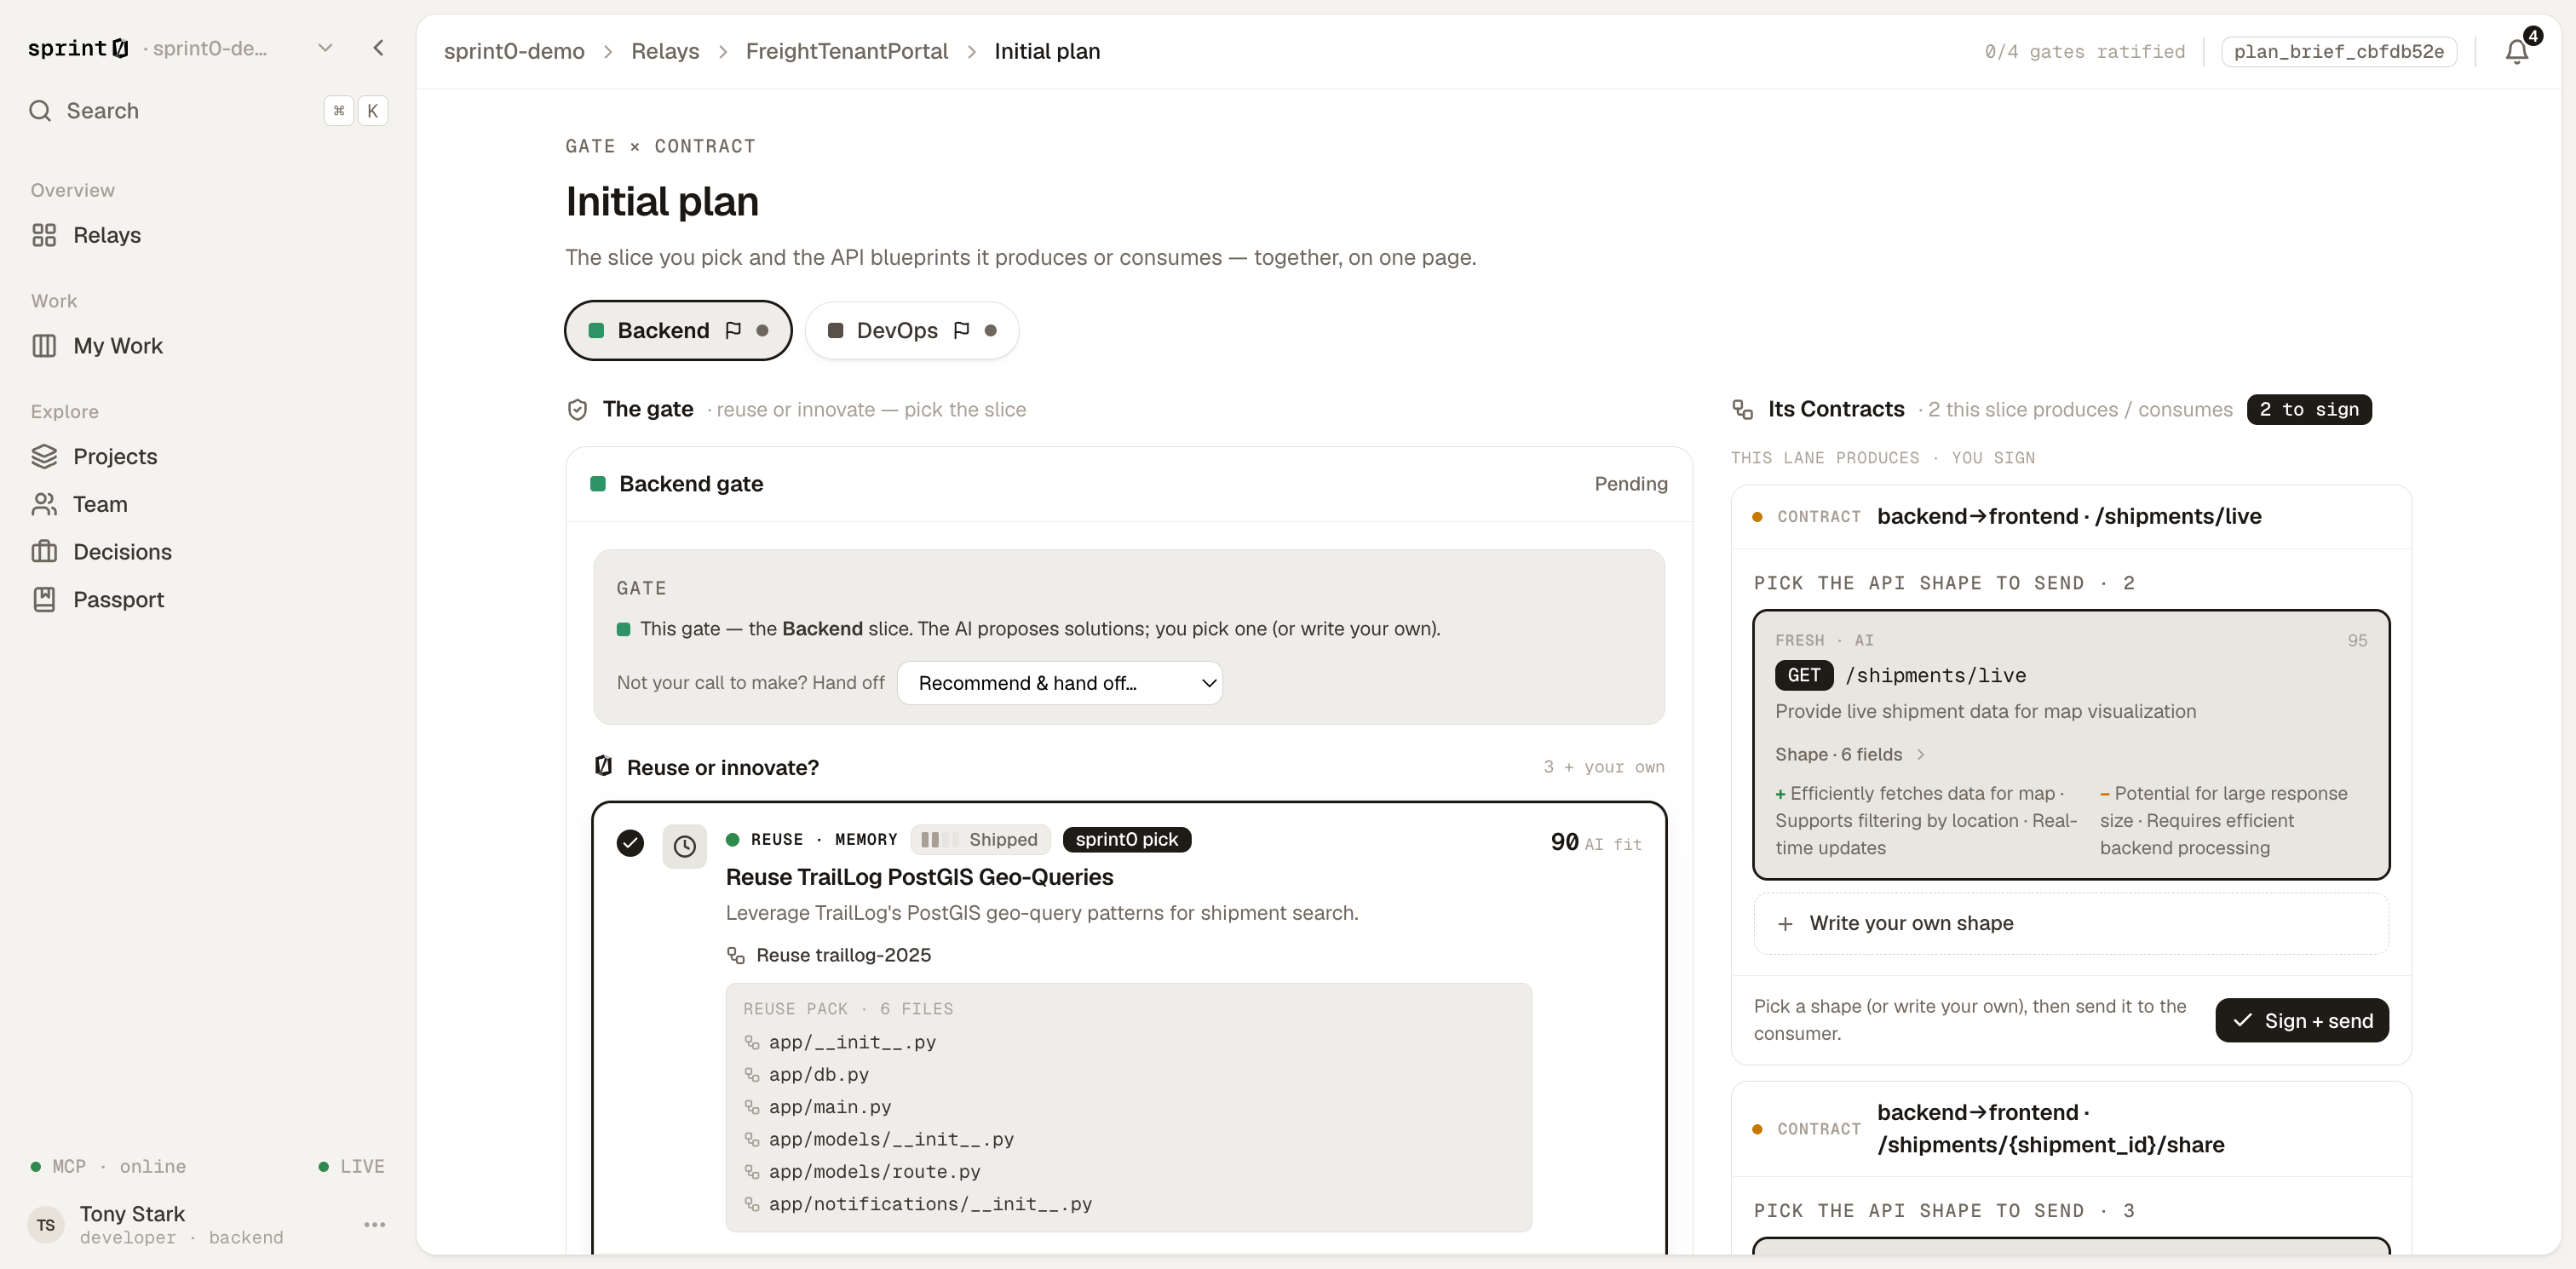 sprint0 · sprint0-de...
Search ⌘ K
Overview
Relays
Work
My Work
Explore
Projects
Team
Decisions
Passport
MCP · online LIVE
TS Tony Stark
developer · backend
sprint0-demo > Relays > FreightTenantPortal > Initial plan
0/4 gates ratified plan_brief_cbfdb52e 4
GATE × CONTRACT
Initial plan
The slice you pick and the API blueprints it produces or consumes — together, on one page.
Backend DevOps
The gate · reuse or innovate — pick the slice
Backend gate Pending
GATE
This gate — the Backend slice. The AI proposes solutions; you pick one (or write your own).
Not your call to make? Hand off Recommend & hand off...
Reuse or innovate? 3 + your own
REUSE · MEMORY Shipped sprint0 pick 90 AI fit
Reuse TrailLog PostGIS Geo-Queries
Leverage TrailLog's PostGIS geo-query patterns for shipment search.
Reuse traillog-2025
REUSE PACK · 6 FILES
app/__init__.py
app/db.py
app/main.py
app/models/__init__.py
app/models/route.py
app/notifications/__init__.py
Its Contracts · 2 this slice produces / consumes 2 to sign
THIS LANE PRODUCES · YOU SIGN
CONTRACT backend→frontend · /shipments/live
PICK THE API SHAPE TO SEND · 2
FRESH · AI 95
GET /shipments/live
Provide live shipment data for map visualization
Shape · 6 fields >
+ Efficiently fetches data for map ·
Supports filtering by location · Real-
time updates
– Potential for large response
size · Requires efficient
backend processing
+ Write your own shape
Pick a shape (or write your own), then send it to the
consumer.
Sign + send
CONTRACT backend→frontend ·
/shipments/{shipment_id}/share
PICK THE API SHAPE TO SEND · 3